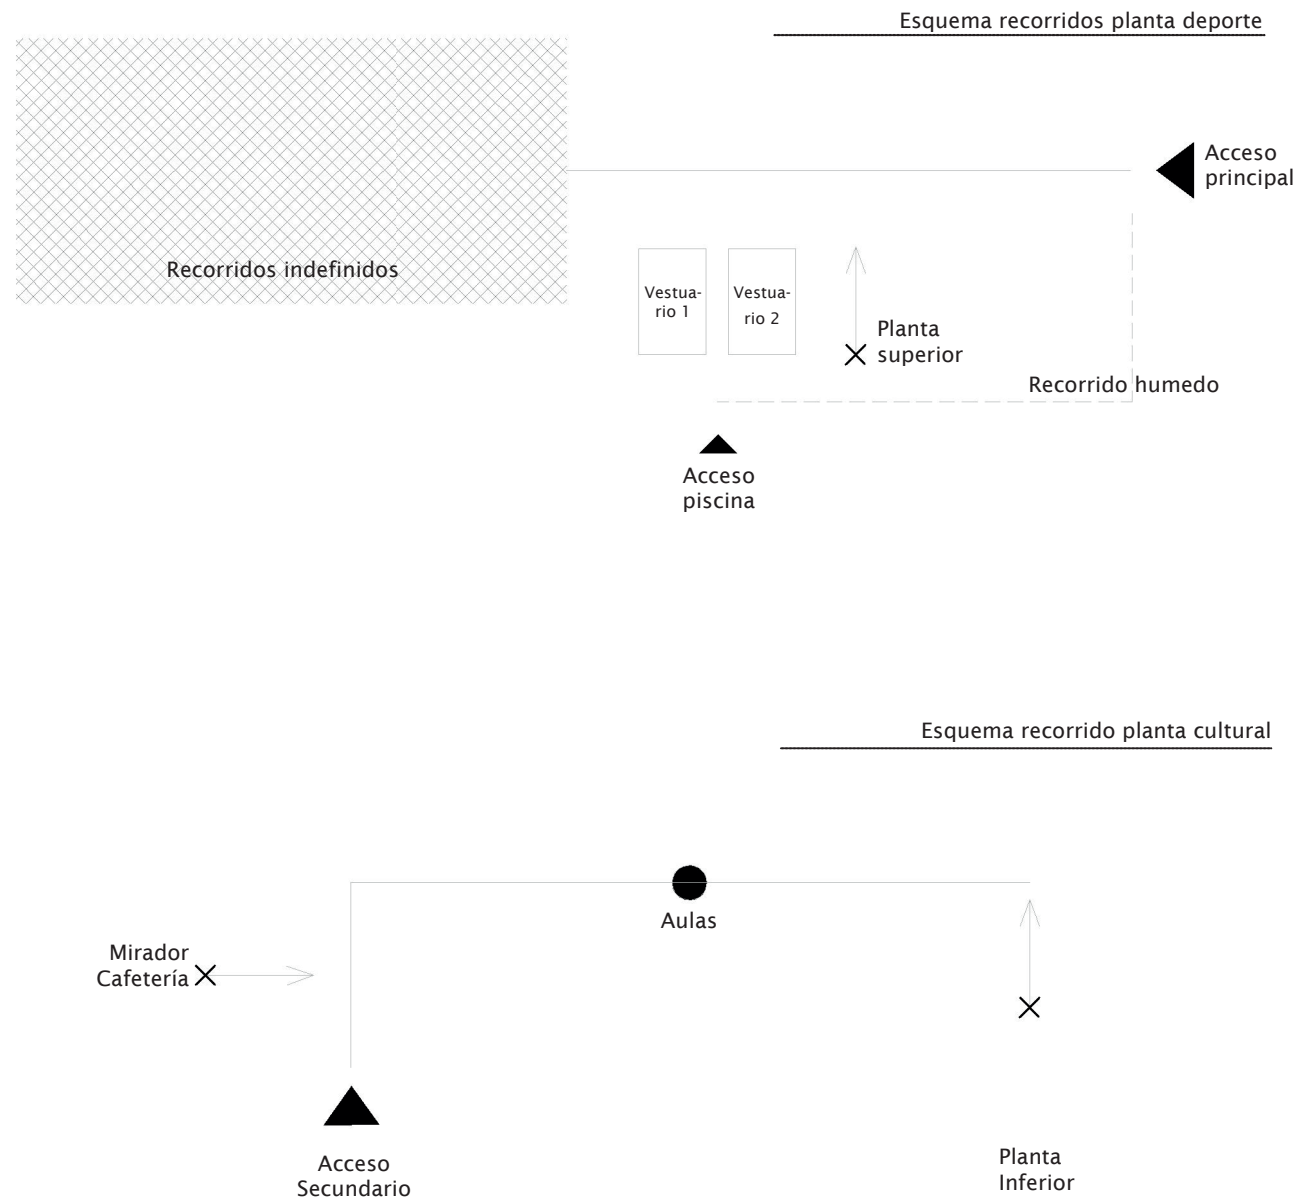 Esquema recorridos planta deporte
Acceso
principal
Recorridos indefinidos
Vestua-
rio 1
Vestua-
rio 2
Planta
superior
Recorrido humedo
Acceso
piscina
Esquema recorrido planta cultural
Aulas
Mirador
Cafetería
Acceso
Secundario
Planta
Inferior